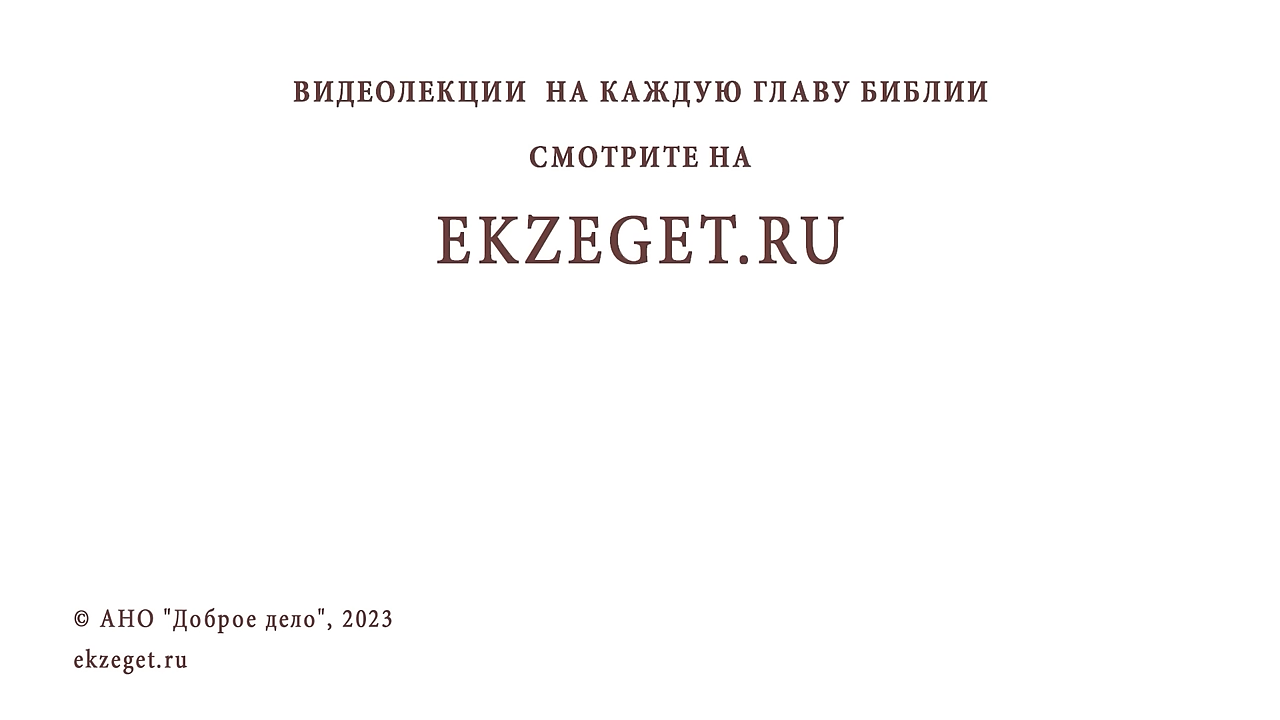 ВИДЕОЛЕКЦИИ  НА КАЖДУЮ ГЛАВУ БИБЛИИ
СМОТРИТЕ НА
EKZEGET.RU
© АНО "Доброе дело", 2023
ekzeget.ru